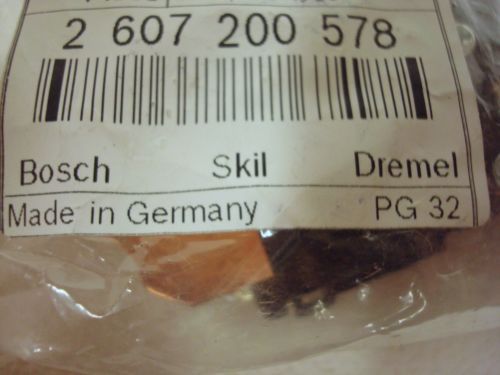 2 607 200 578
Bosch Skil Dremel
Made in Germany PG 32